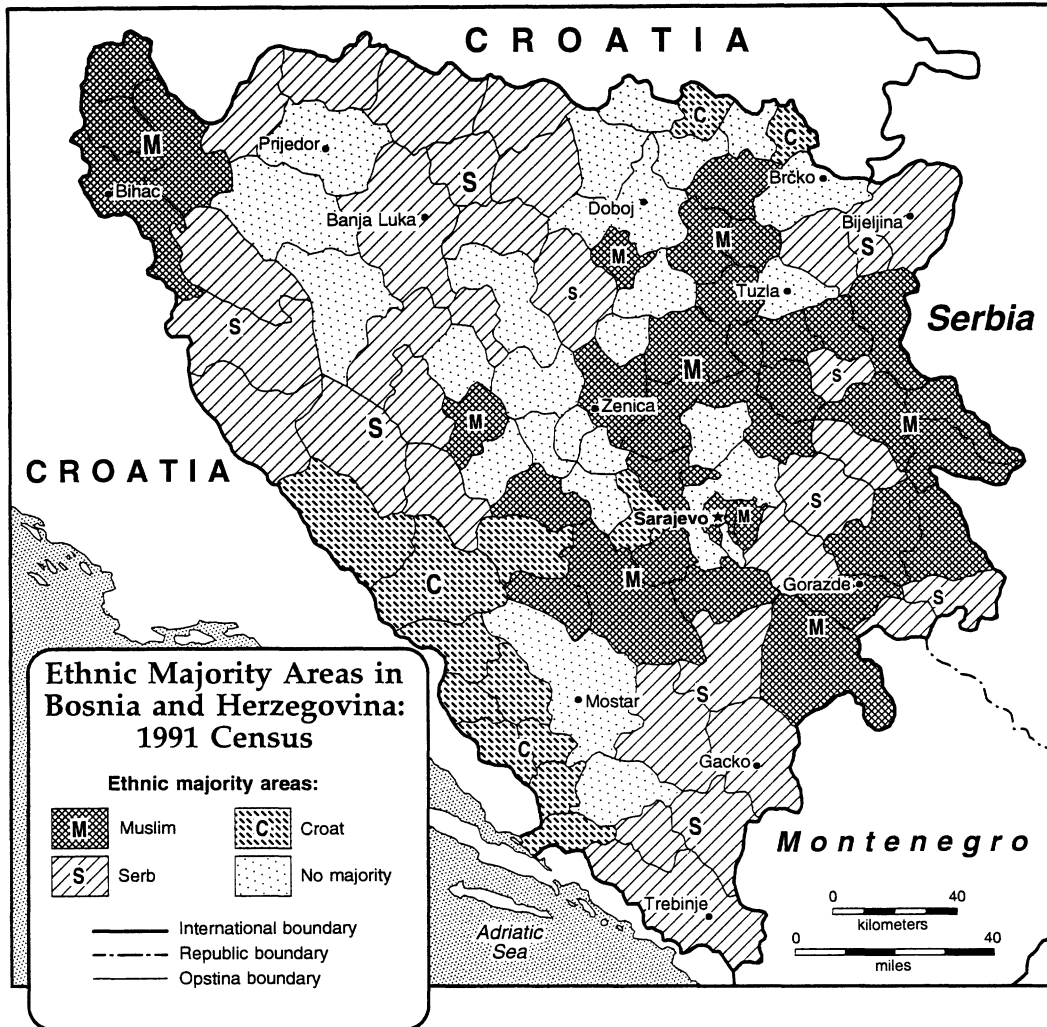 CROATIA
M
Bihac
Prijedor
S
Banja Luka
C
C
Brčko
Doboj
M
M
Bijeljina
S
Tuzla
S
S
Serbia
M
S
Zenica
M
S
M
M
CROATIA
S
Sarajevo
M
C
M
Gorazde
M
S
Mostar
S
C
Gacko
S
Trebinje
Montenegro
Adriatic
Sea
Ethnic Majority Areas in
Bosnia and Herzegovina:
1991 Census
Ethnic majority areas:
M Muslim
C Croat
S Serb
No majority
International boundary
Republic boundary
Opstina boundary
0 40
kilometers
0 40
miles